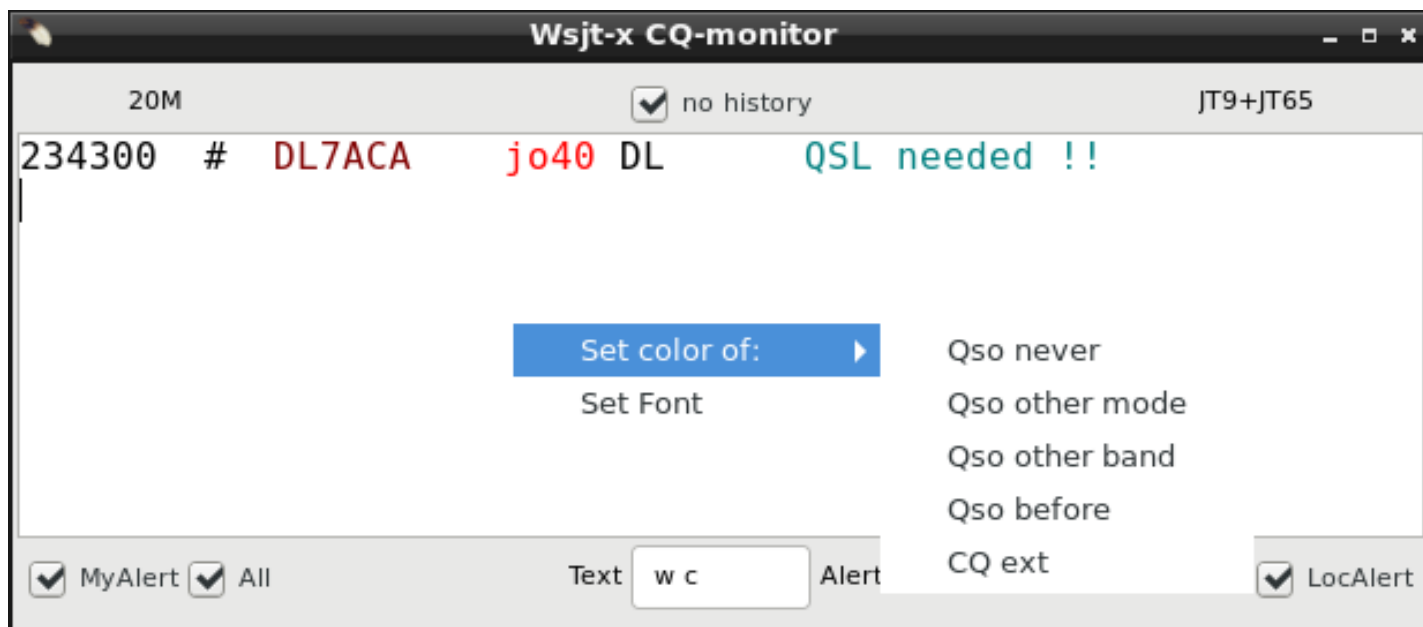 Wsjt-x CQ-monitor
20M no history JT9+JT65
234300 # DL7ACA jo40 DL QSL needed !!
Set color of: Qso never
Set Font Qso other mode
Qso other band
Qso before
CQ ext
MyAlert All Text w c Alert LocAlert